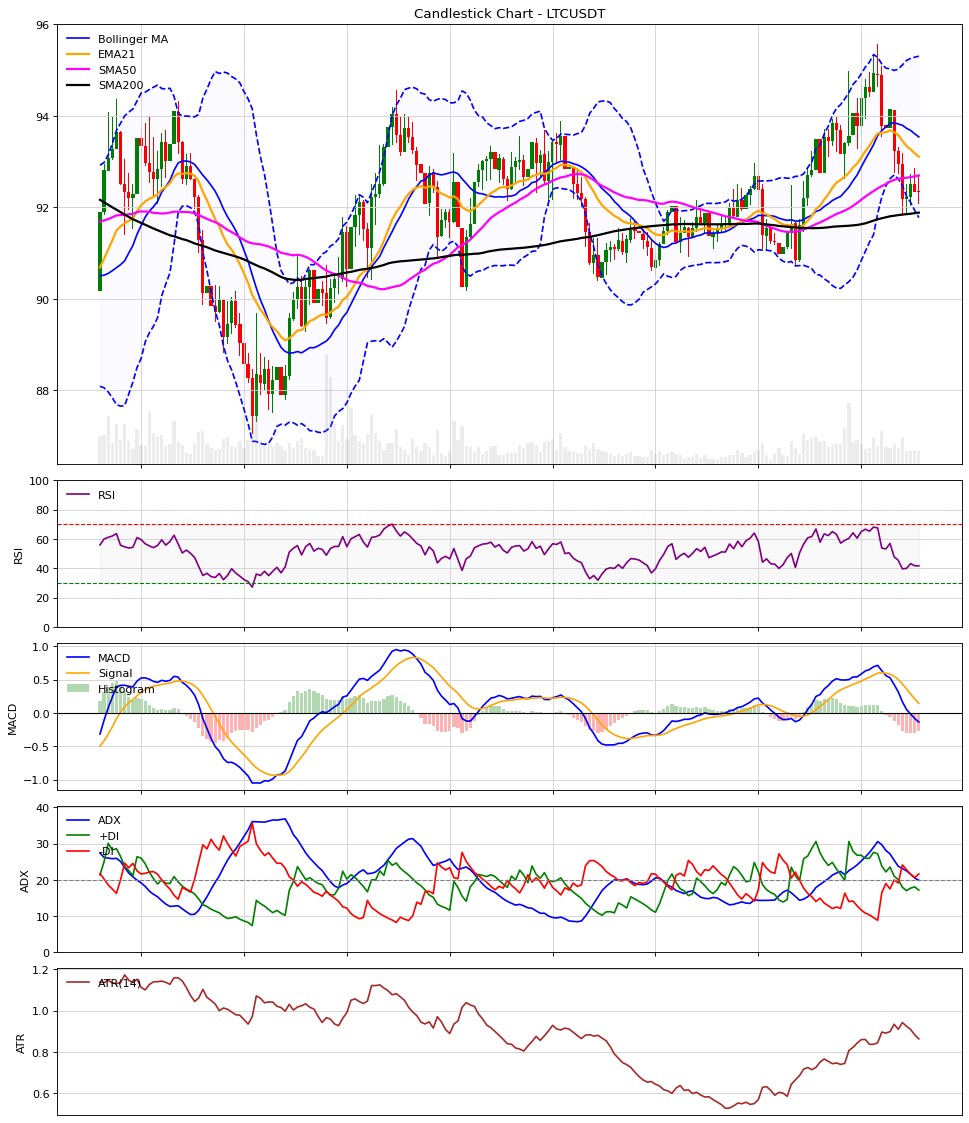 Candlestick Chart - LTCUSDT
96
94
92
90
88
Bollinger MA
EMA21
SMA50
SMA200
100
80
60
40
20
0
RSI
RSI
1.0
0.5
0.0
−0.5
−1.0
MACD
MACD
Signal
Histogram
40
30
20
10
0
ADX
ADX
+DI
-DI
1.2
1.0
0.8
0.6
ATR
ATR(14)